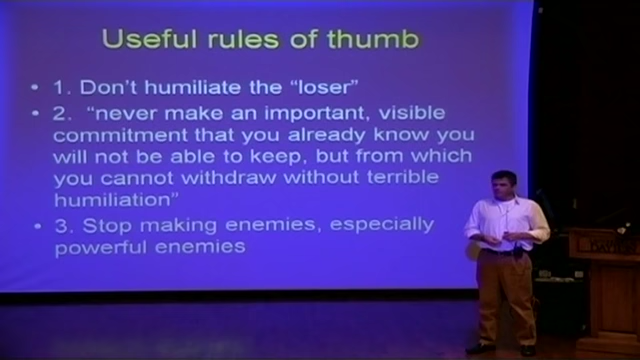 Useful rules of thumb
• 1. Don't humiliate the “loser”
• 2. “never make an important, visible
commitment that you already know you
will not be able to keep, but from which
you cannot withdraw without terrible
humiliation”
• 3. Stop making enemies, especially
powerful enemies